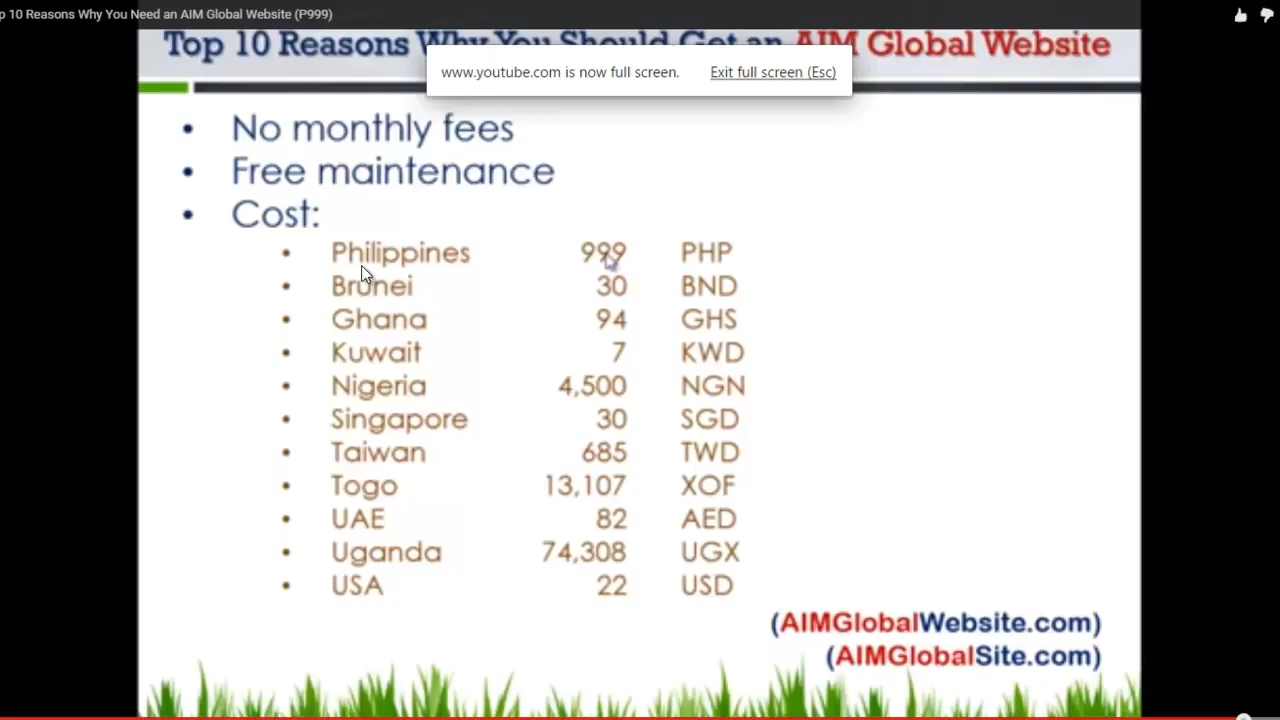 p 10 Reasons Why You Need an AIM Global Website (P999)
Top 10 Reasons Why You Should Get an AIM Global Website
www.youtube.com is now full screen. Exit full screen (Esc)
• No monthly fees
• Free maintenance
• Cost:
• Philippines 999 PHP
• Brunei 30 BND
• Ghana 94 GHS
• Kuwait 7 KWD
• Nigeria 4,500 NGN
• Singapore 30 SGD
• Taiwan 685 TWD
• Togo 13,107 XOF
• UAE 82 AED
• Uganda 74,308 UGX
• USA 22 USD
(AIMGlobalWebsite.com)
(AIMGlobalSite.com)